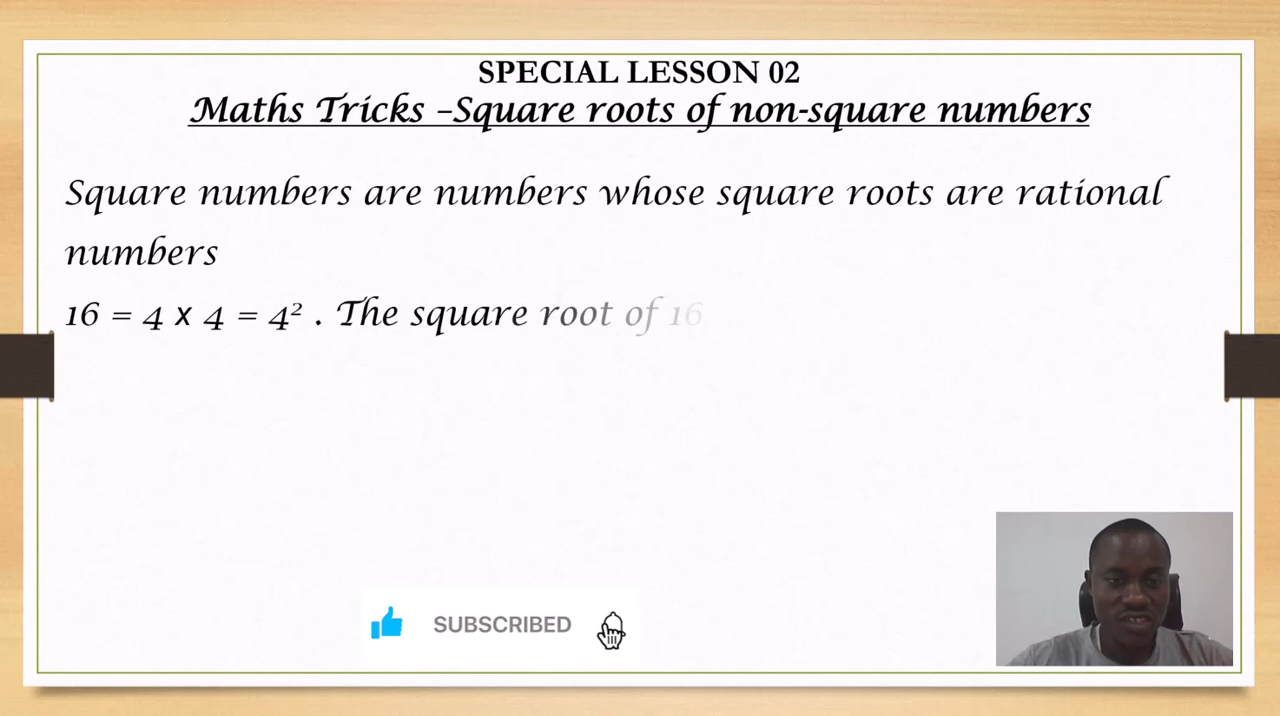 SPECIAL LESSON 02
Maths Tricks –Square roots of non-square numbers
Square numbers are numbers whose square roots are rational
numbers
16 = 4 x 4 = 4² . The square root of 16
SUBSCRIBED